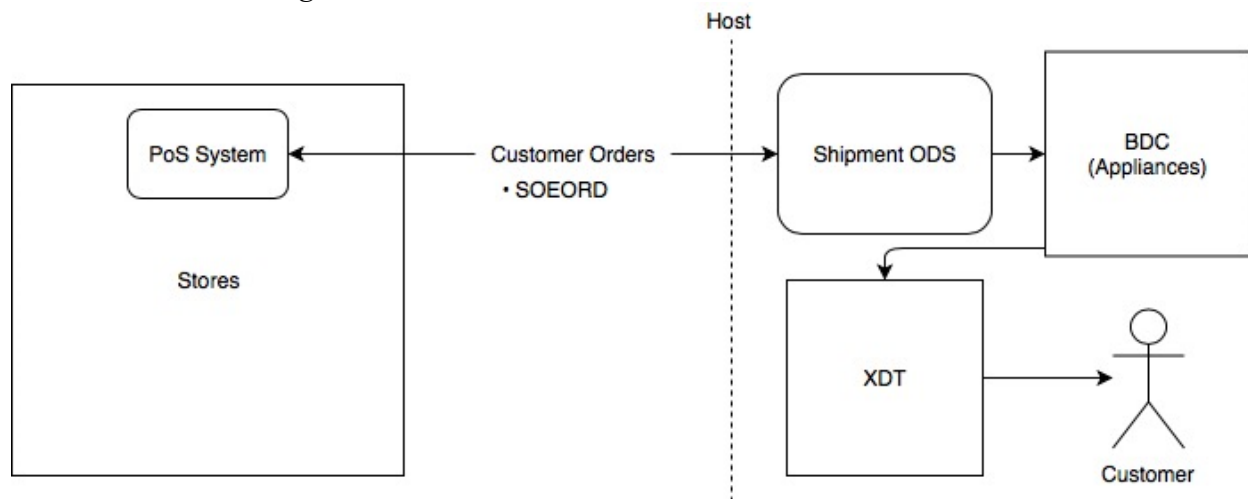 Host
PoS System
Customer Orders
• SOEORD
Stores
Shipment ODS
BDC
(Appliances)
XDT
Customer